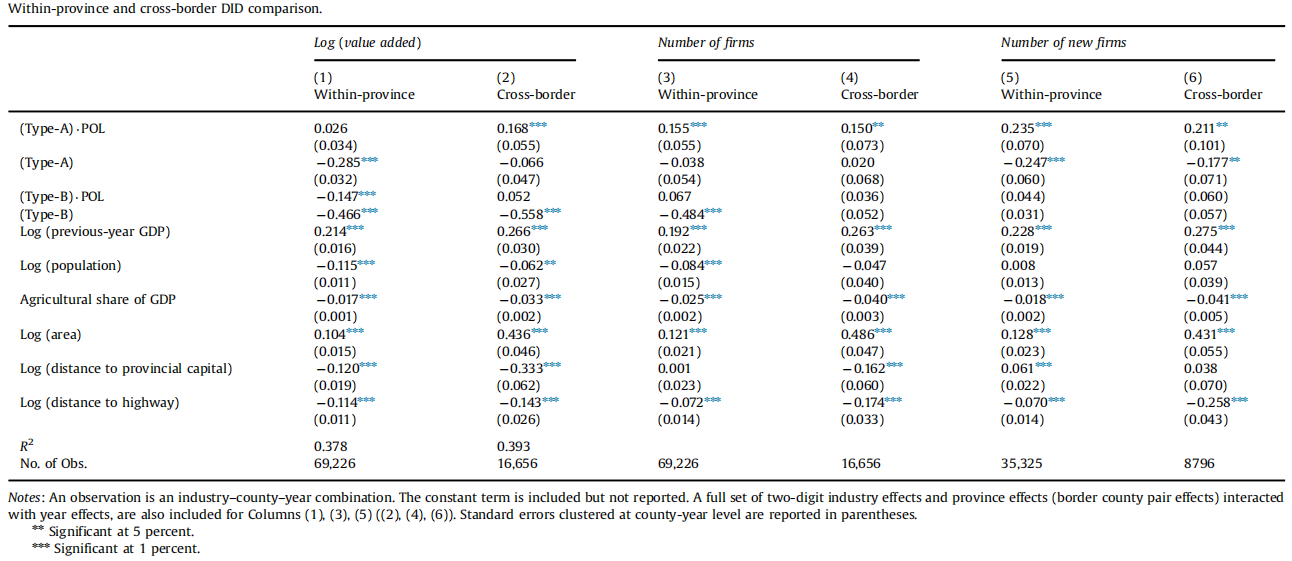 Within-province and cross-border DID comparison.
Log (value added) Number of firms Number of new firms
(1) (2) (3) (4) (5) (6)
Within-province Cross-border Within-province Cross-border Within-province Cross-border
(Type-A)·POL 0.026 0.168*** 0.155*** 0.150** 0.235*** 0.211**
(0.034) (0.055) (0.055) (0.073) (0.070) (0.101)
(Type-A) −0.285*** −0.066 −0.038 0.020 −0.247*** −0.177**
(0.032) (0.047) (0.054) (0.068) (0.060) (0.071)
(Type-B)·POL −0.147*** 0.052 0.067 (0.036) (0.044) (0.060)
(Type-B) −0.466*** −0.558*** −0.484*** (0.052) (0.031) (0.057)
Log (previous-year GDP) 0.214*** 0.266*** 0.192*** 0.263*** 0.228*** 0.275***
(0.016) (0.030) (0.022) (0.039) (0.019) (0.044)
Log (population) −0.115*** −0.062** −0.084*** −0.047 0.008 0.057
(0.011) (0.027) (0.015) (0.040) (0.013) (0.039)
Agricultural share of GDP −0.017*** −0.033*** −0.025*** −0.040*** −0.018*** −0.041***
(0.001) (0.002) (0.002) (0.003) (0.002) (0.005)
Log (area) 0.104*** 0.436*** 0.121*** 0.486*** 0.128*** 0.431***
(0.015) (0.046) (0.021) (0.047) (0.023) (0.055)
Log (distance to provincial capital) −0.120*** −0.333*** 0.001 −0.162*** 0.061*** 0.038
(0.019) (0.062) (0.023) (0.060) (0.022) (0.070)
Log (distance to highway) −0.114*** −0.143*** −0.072*** −0.174*** −0.070*** −0.258***
(0.011) (0.026) (0.014) (0.033) (0.014) (0.043)
R² 0.378 0.393
No. of Obs. 69,226 16,656 69,226 16,656 35,325 8796
Notes: An observation is an industry–county–year combination. The constant term is included but not reported. A full set of two-digit industry effects and province effects (border county pair effects) interacted
with year effects, are also included for Columns (1), (3), (5) ((2), (4), (6)). Standard errors clustered at county-year level are reported in parentheses.
** Significant at 5 percent.
*** Significant at 1 percent.